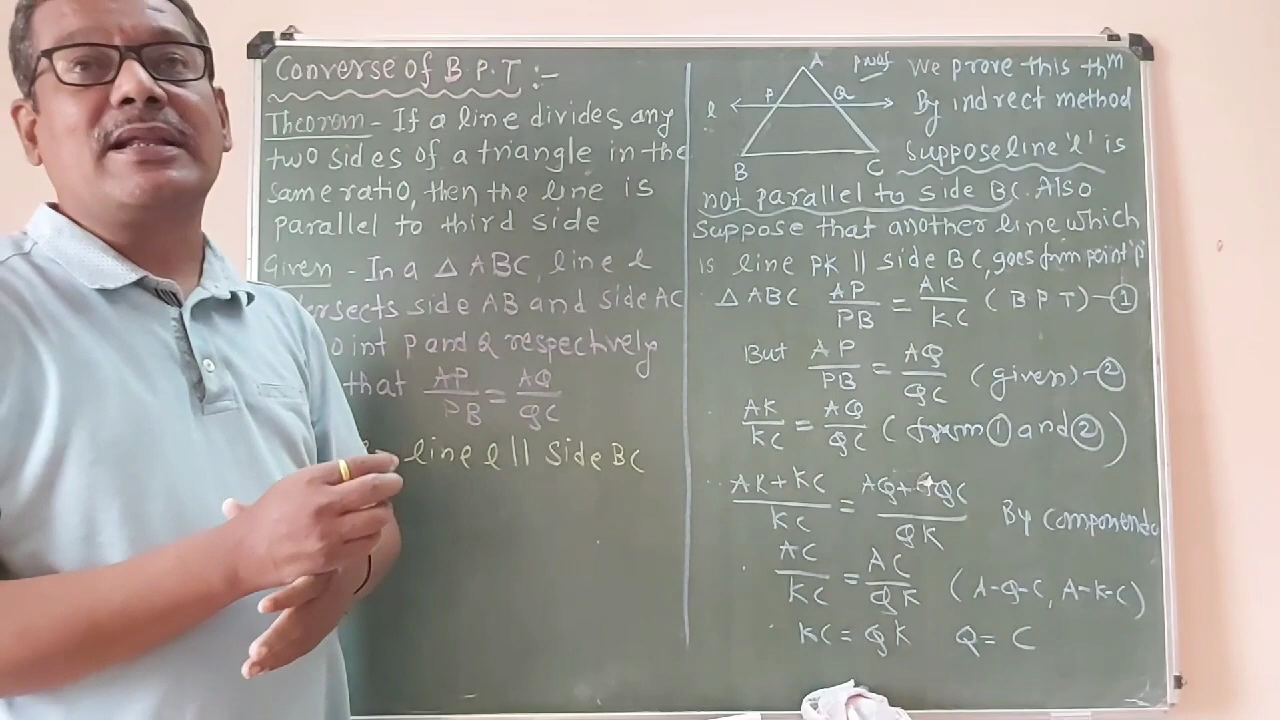 Converse of B.P.T :-
Theorem - If a line divides any
two sides of a triangle in the
same ratio, then the line is
parallel to third side
Given - In a △ ABC, line l
ersects side AB and side AC
oint P and Q respectively
that AP/PB = AQ/QC
line l || side BC
A
P Q
l
B C
proof We prove this thm
By indirect method
Suppose line 'l' is
not parallel to side BC. Also
suppose that another line which
is line PK || side BC, goes from point 'P'
△ ABC AP/PB = AK/KC (BPT) - ①
But AP/PB = AQ/QC (given) - ②
AK/KC = AQ/QC (from ① and ②)
AK+KC/KC = AQ+QC/QK By componendo
AC/KC = AC/QK (A-Q-C, A-K-C)
KC = QK Q = C